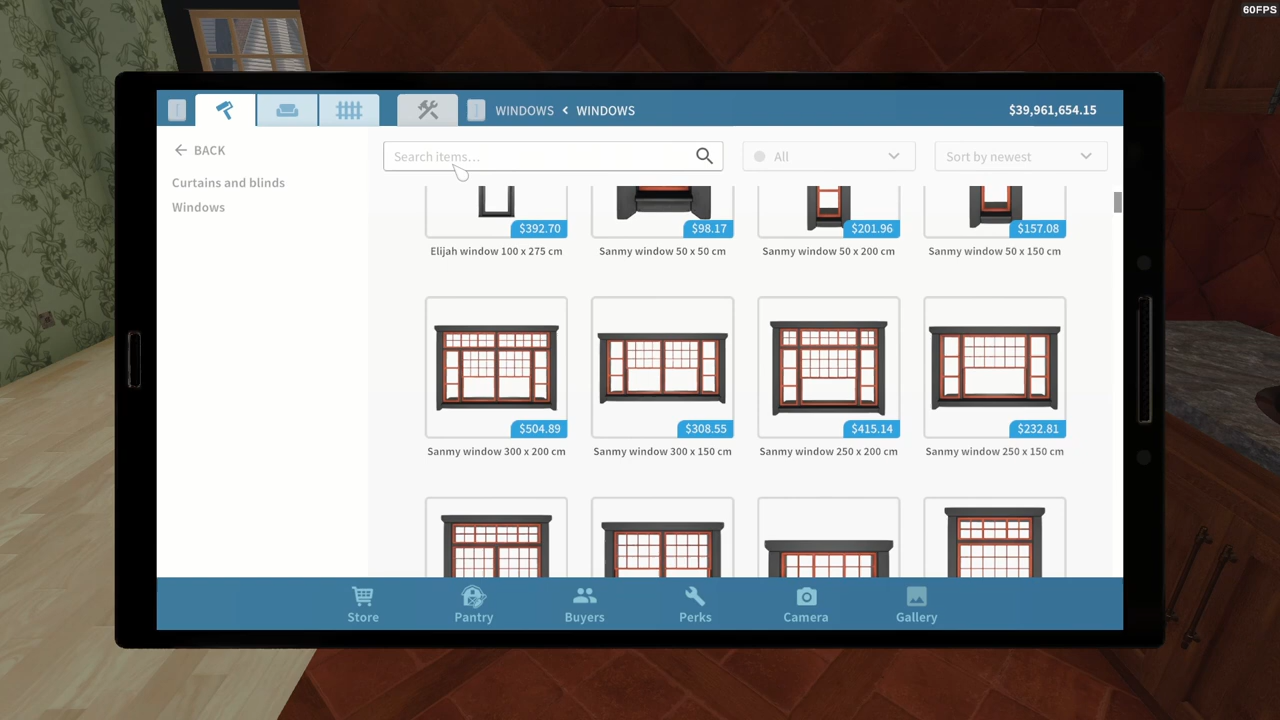 60FPS
WINDOWS < WINDOWS
$39,961,654.15
BACK
Search items...
All
Sort by newest
Curtains and blinds
Windows
$392.70
$98.17
$201.96
$157.08
Elijah window 100 x 275 cm
Sanmy window 50 x 50 cm
Sanmy window 50 x 200 cm
Sanmy window 50 x 150 cm
$504.89
$308.55
$415.14
$232.81
Sanmy window 300 x 200 cm
Sanmy window 300 x 150 cm
Sanmy window 250 x 200 cm
Sanmy window 250 x 150 cm
Store
Pantry
Buyers
Perks
Camera
Gallery